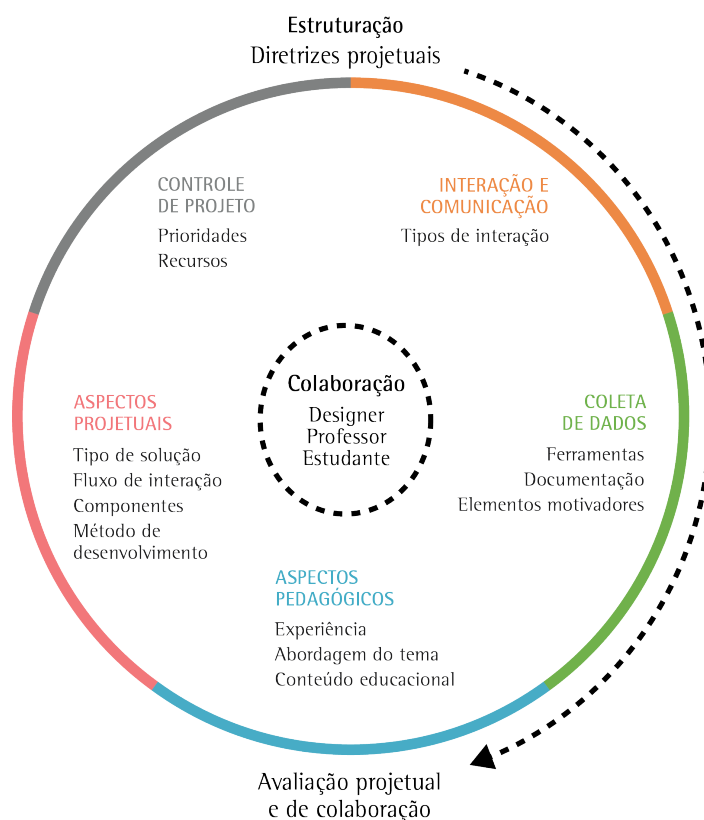 Estruturação
Diretrizes projetuais
CONTROLE
DE PROJETO
Prioridades
Recursos
INTERAÇÃO E
COMUNICAÇÃO
Tipos de interação
Colaboração
Designer
Professor
Estudante
ASPECTOS
PROJETUAIS
Tipo de solução
Fluxo de interação
Componentes
Método de
desenvolvimento
COLETA
DE DADOS
Ferramentas
Documentação
Elementos motivadores
ASPECTOS
PEDAGÓGICOS
Experiência
Abordagem do tema
Conteúdo educacional
Avaliação projetual
e de colaboração